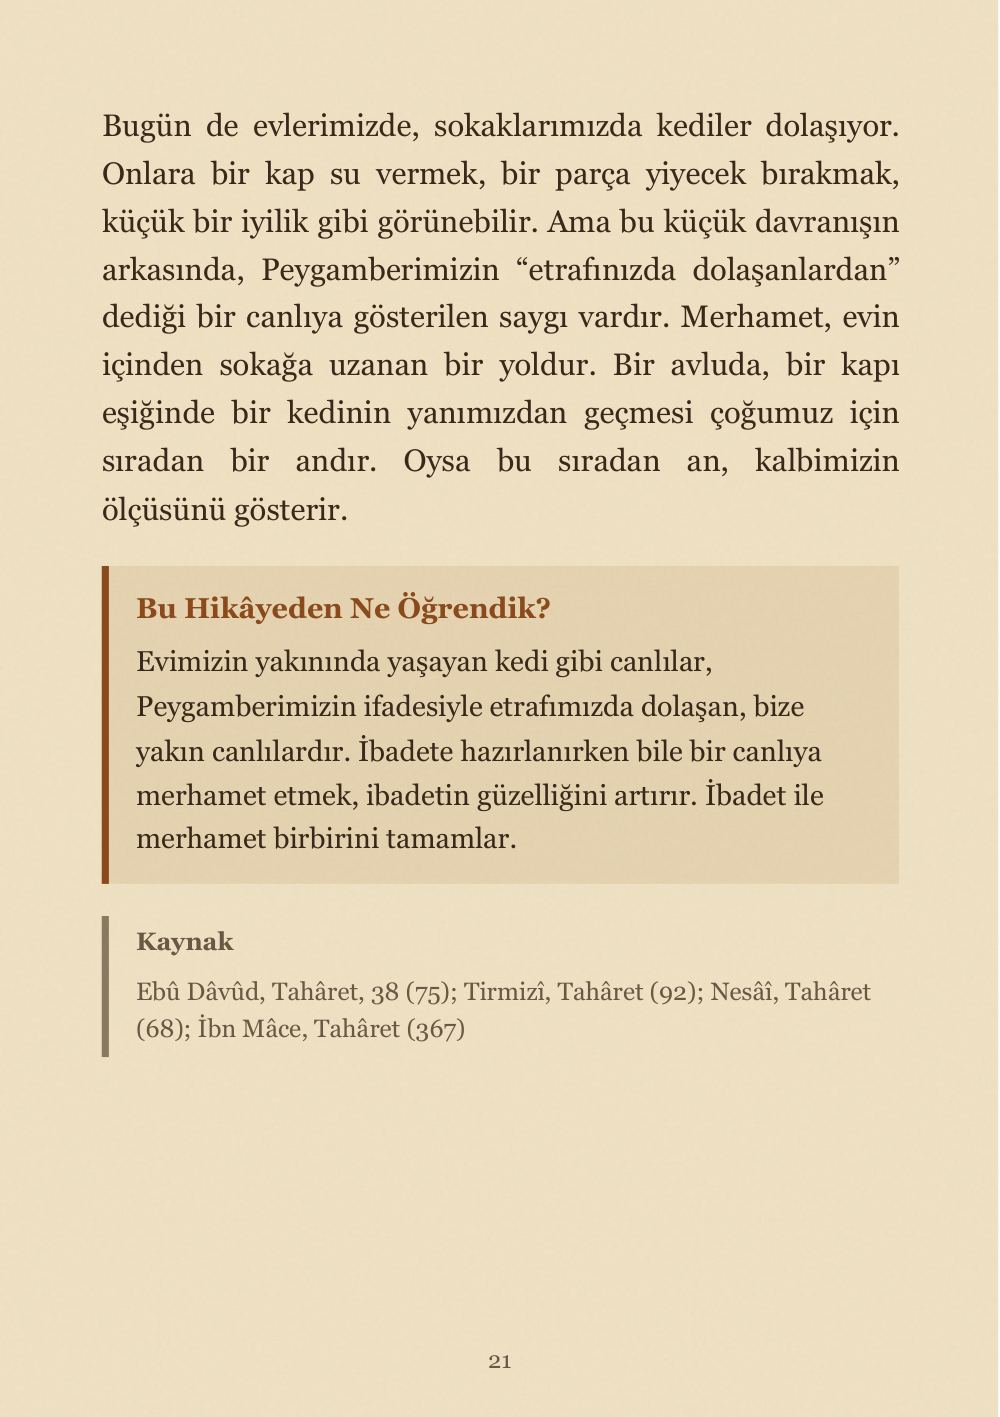 Bugün de evlerimizde, sokaklarımızda kediler dolaşıyor.
Onlara bir kap su vermek, bir parça yiyecek bırakmak,
küçük bir iyilik gibi görünebilir. Ama bu küçük davranışın
arkasında, Peygamberimizin “etrafınızda dolaşanlardan”
dediği bir canlıya gösterilen saygı vardır. Merhamet, evin
içinden sokağa uzanan bir yoldur. Bir avluda, bir kapı
eşiğinde bir kedinin yanımızdan geçmesi çoğumuz için
sıradan bir andır. Oysa bu sıradan an, kalbimizin
ölçüsünü gösterir.
Bu Hikâyeden Ne Öğrendik?
Evimizin yakınında yaşayan kedi gibi canlılar,
Peygamberimizin ifadesiyle etrafımızda dolaşan, bize
yakın canlılardır. İbadete hazırlanırken bile bir canlıya
merhamet etmek, ibadetin güzelliğini artırır. İbadet ile
merhamet birbirini tamamlar.
Kaynak
Ebû Dâvûd, Tahâret, 38 (75); Tirmizî, Tahâret (92); Nesâî, Tahâret
(68); İbn Mâce, Tahâret (367)
21